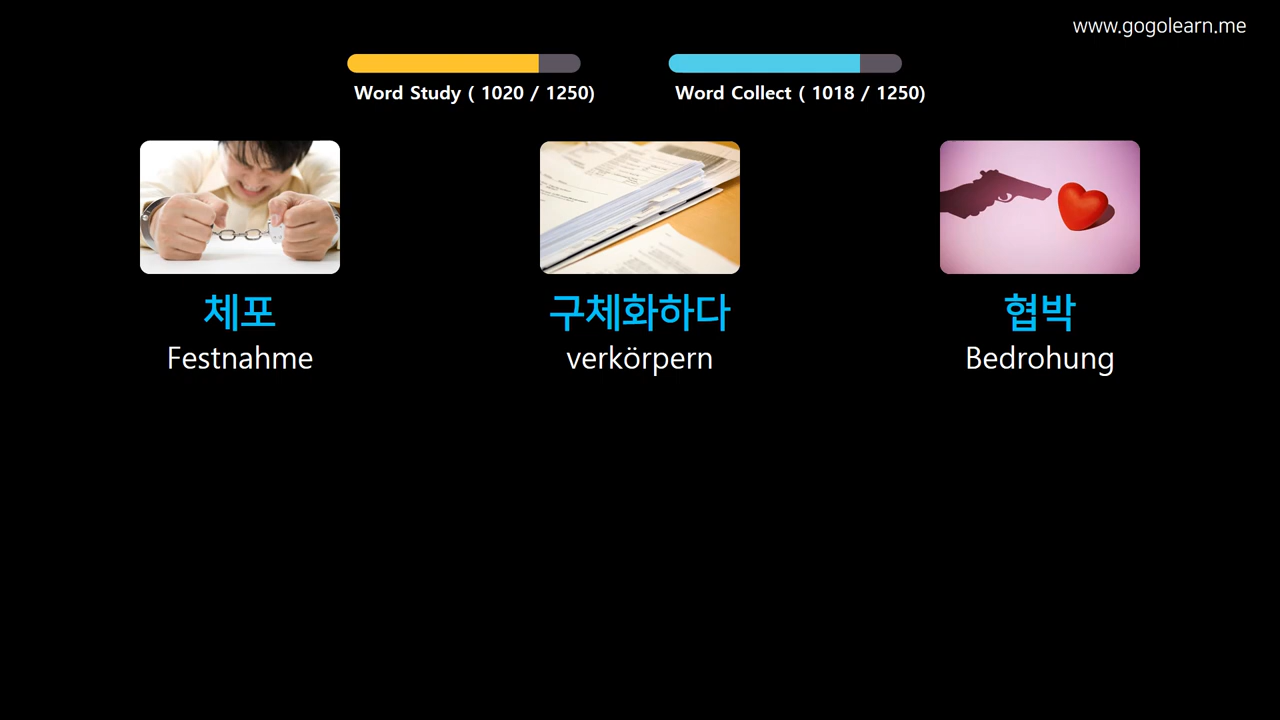 www.gogolearn.me
Word Study ( 1020 / 1250)
Word Collect ( 1018 / 1250)
체포
Festnahme
구체화하다
verkörpern
협박
Bedrohung